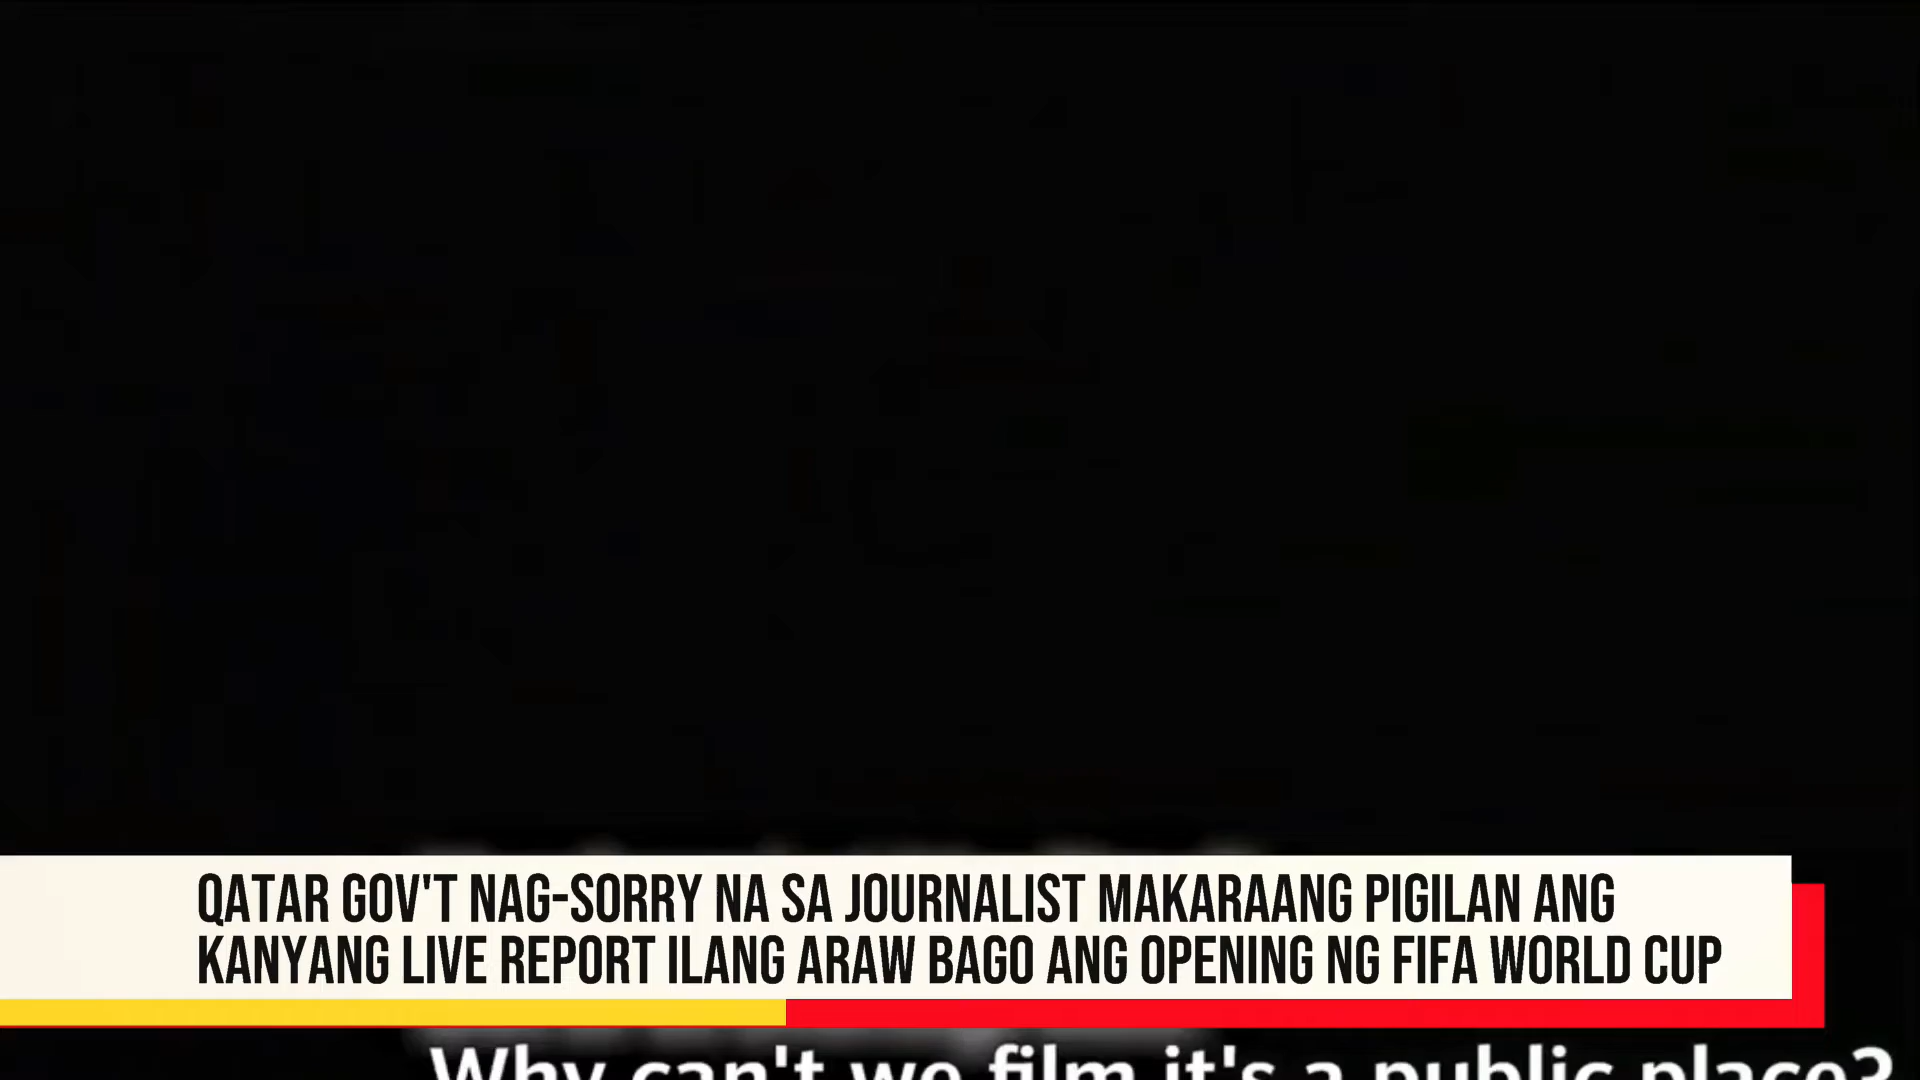 QATAR GOV'T NAG-SORRY NA SA JOURNALIST MAKARAANG PIGILAN ANG
KANYANG LIVE REPORT ILANG ARAW BAGO ANG OPENING NG FIFA WORLD CUP
Why can't we film it's a public place?